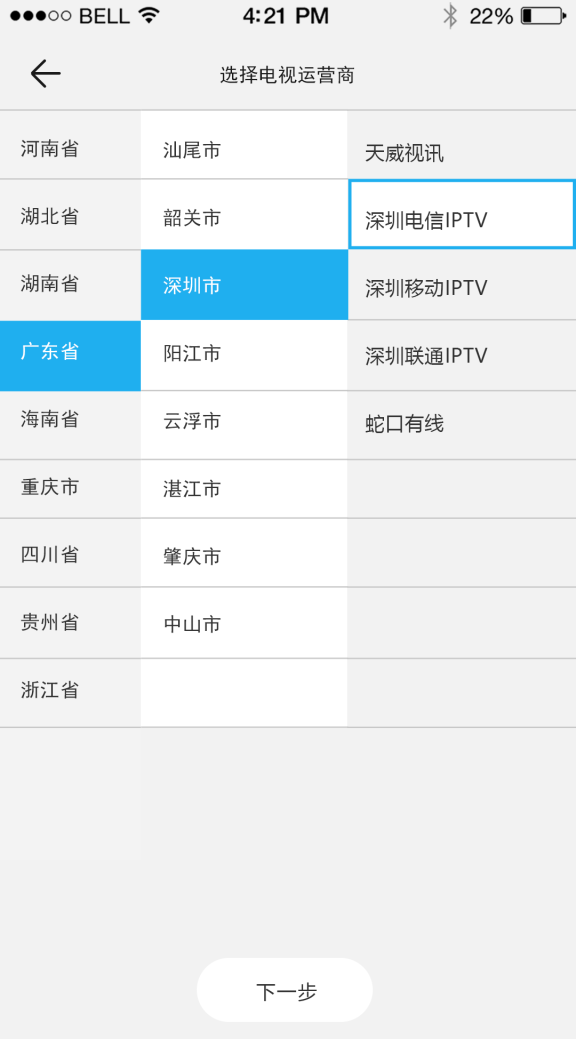 BELL 4:21 PM 22%
选择电视运营商
河南省 汕尾市 天威视讯
湖北省 韶关市 深圳电信IPTV
湖南省 深圳市 深圳移动IPTV
广东省 阳江市 深圳联通IPTV
海南省 云浮市 蛇口有线
重庆市 湛江市
四川省 肇庆市
贵州省 中山市
浙江省
下一步